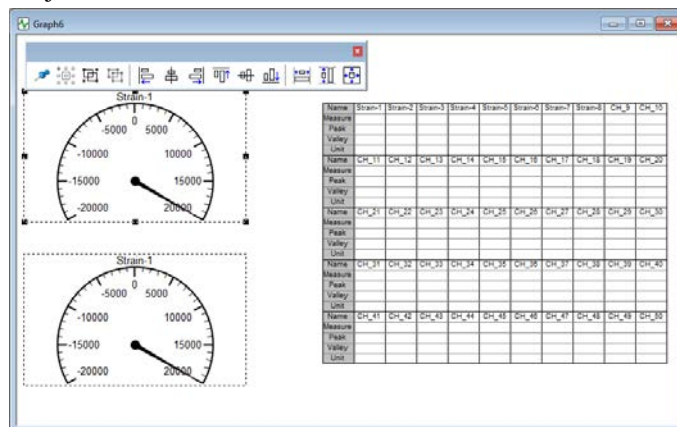 Graph6
Strain-1
0
-5000 5000
-10000 10000
-15000 15000
-20000 20000
Strain-1
0
-5000 5000
-10000 10000
-15000 15000
-20000 20000
Name Strain-1 Strain-2 Strain-3 Strain-4 Strain-5 Strain-6 Strain-7 Strain-8 CH_9 CH_10
Measure
Peak
Valley
Unit
Name CH_11 CH_12 CH_13 CH_14 CH_15 CH_16 CH_17 CH_18 CH_19 CH_20
Measure
Peak
Valley
Unit
Name CH_21 CH_22 CH_23 CH_24 CH_25 CH_26 CH_27 CH_28 CH_29 CH_30
Measure
Peak
Valley
Unit
Name CH_31 CH_32 CH_33 CH_34 CH_35 CH_36 CH_37 CH_38 CH_39 CH_40
Measure
Peak
Valley
Unit
Name CH_41 CH_42 CH_43 CH_44 CH_45 CH_46 CH_47 CH_48 CH_49 CH_50
Measure
Peak
Valley
Unit